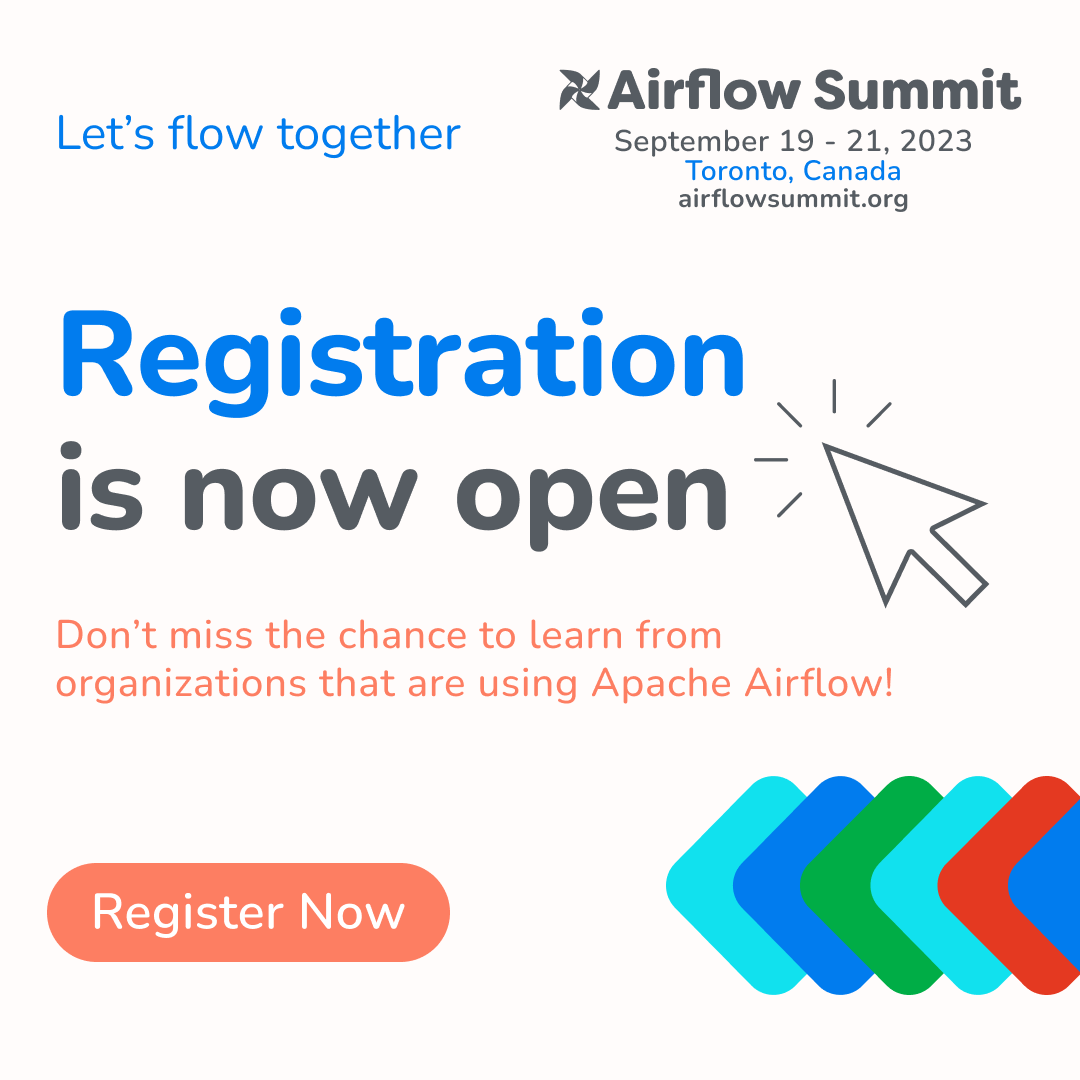 Let’s flow together
Airflow Summit
September 19 - 21, 2023
Toronto, Canada
airflowsummit.org
Registration
is now open
Don’t miss the chance to learn from
organizations that are using Apache Airflow!
Register Now